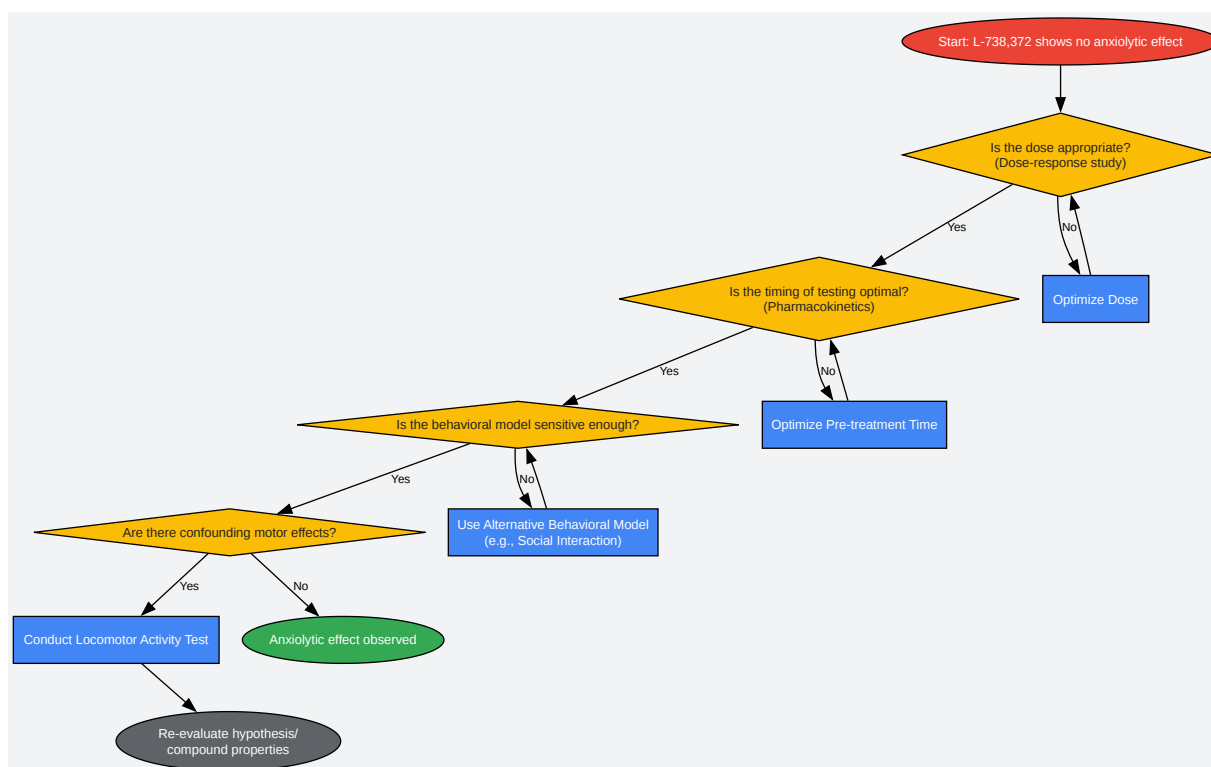 Start: L-738,372 shows no anxiolytic effect
Is the dose appropriate?
(Dose-response study)
Yes
No
Optimize Dose
Is the timing of testing optimal?
(Pharmacokinetics)
Yes
No
Optimize Pre-treatment Time
Is the behavioral model sensitive enough?
Yes
No
Use Alternative Behavioral Model
(e.g., Social Interaction)
Are there confounding motor effects?
Yes
No
Conduct Locomotor Activity Test
Anxiolytic effect observed
Re-evaluate hypothesis/
compound properties